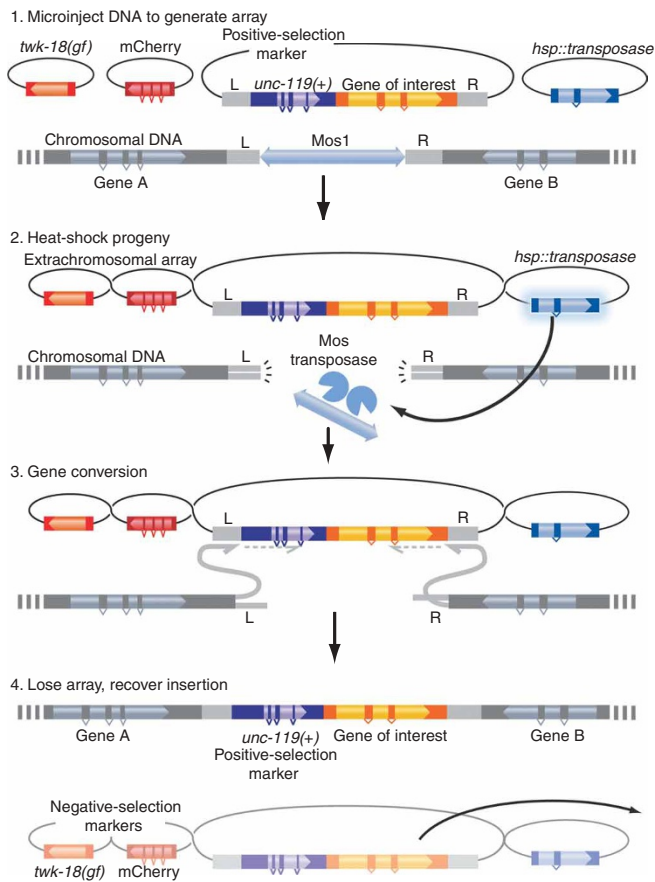 1. Microinject DNA to generate array
twk-18(gf)
mCherry
Positive-selection
marker
hsp::transposase
L
unc-119(+)
Gene of interest
R
Chromosomal DNA
L
Mos1
R
Gene A
Gene B
2. Heat-shock progeny
Extrachromosomal array
hsp::transposase
L
R
Chromosomal DNA
L
Mos
transposase
R
3. Gene conversion
L
R
L
R
4. Lose array, recover insertion
Gene A
unc-119(+)
Positive-selection
marker
Gene of interest
Gene B
Negative-selection
markers
twk-18(gf)
mCherry